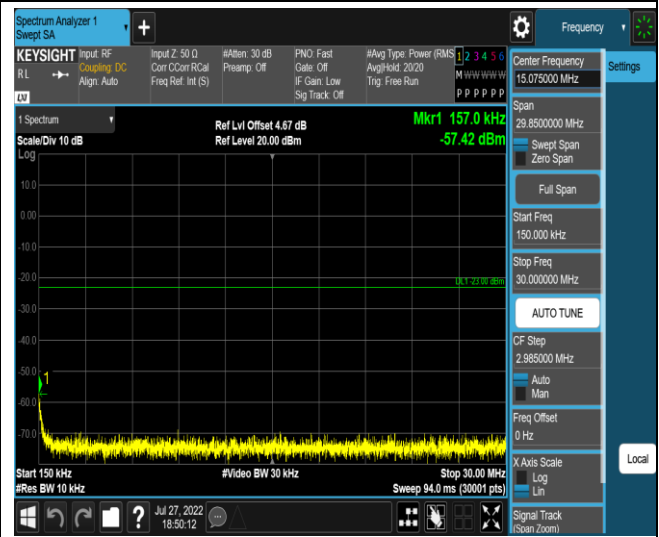 Spectrum Analyzer 1
Swept SA
Frequency
KEYSIGHT
RL
LXI
Input: RF
Coupling: DC
Align: Auto
Input Z: 50 Ω
Corr CCorr RCal
Freq Ref: Int (S)
#Atten: 30 dB
Preamp: Off
PNO: Fast
Gate: Off
IF Gain: Low
Sig Track: Off
#Avg Type: Power (RMS
Avg|Hold: 20/20
Trig: Free Run
1 2 3 4 5 6
M W W W W W
P P P P P P
1 Spectrum
Scale/Div 10 dB
Ref Lvl Offset 4.67 dB
Ref Level 20.00 dBm
Mkr1 157.0 kHz
-57.42 dBm
Log
10.0
0.00
-10.0
-20.0
DL1 -23.00 dBm
-30.0
-40.0
-50.0
1
-60.0
-70.0
Start 150 kHz
#Video BW 30 kHz
Stop 30.00 MHz
#Res BW 10 kHz
Sweep 94.0 ms (30001 pts)
Jul 27, 2022
18:50:12
Center Frequency
15.075000 MHz
Settings
Span
29.8500000 MHz
Swept Span
Zero Span
Full Span
Start Freq
150.000 kHz
Stop Freq
30.000000 MHz
AUTO TUNE
CF Step
2.985000 MHz
Auto
Man
Freq Offset
0 Hz
X Axis Scale
Log
Lin
Local
Signal Track
(Span Zoom)